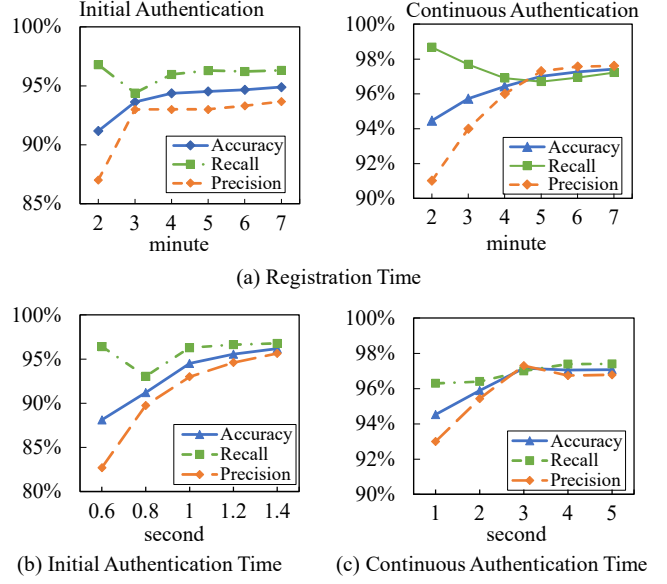 Initial Authentication
100%
95%
90%
85%
Accuracy
Recall
Precision
2 3 4 5 6 7
minute
Continuous Authentication
100%
98%
96%
94%
92%
90%
Accuracy
Recall
Precision
2 3 4 5 6 7
minute
(a) Registration Time
100%
95%
90%
85%
80%
Accuracy
Recall
Precision
0.6 0.8 1 1.2 1.4
second
(b) Initial Authentication Time
100%
98%
96%
94%
92%
90%
Accuracy
Recall
Precision
1 2 3 4 5
second
(c) Continuous Authentication Time